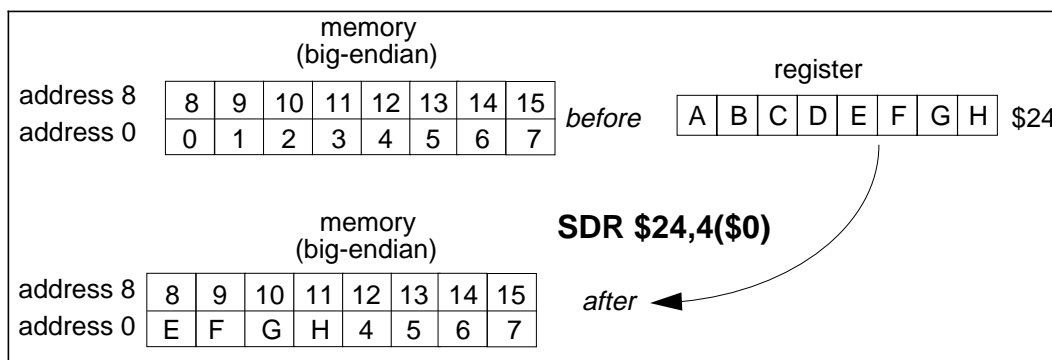 memory
(big-endian)
address 8 8 9 10 11 12 13 14 15
address 0 0 1 2 3 4 5 6 7
before
register
A B C D E F G H $24
SDR $24,4($0)
memory
(big-endian)
address 8 8 9 10 11 12 13 14 15
address 0 E F G H 4 5 6 7
after